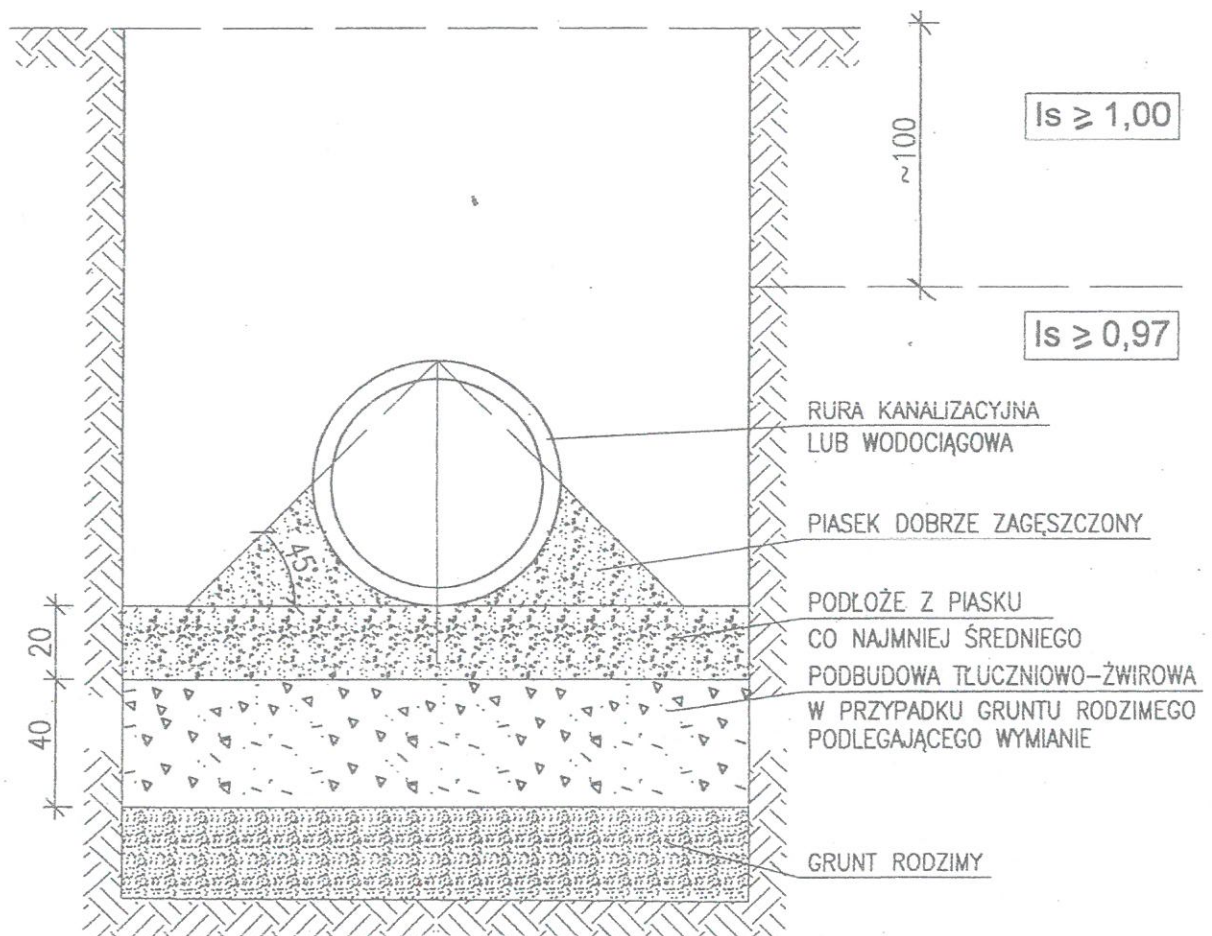 Is ≥ 1,00
~100
Is ≥ 0,97
RURA KANALIZACYJNA
LUB WODOCIĄGOWA
PIASEK DOBRZE ZAGĘSZCZONY
45°
PODŁOŻE Z PIASKU
CO NAJMNIEJ ŚREDNIEGO
20
PODBUDOWA TŁUCZNIOWO-ŻWIROWA
W PRZYPADKU GRUNTU RODZIMEGO
PODLEGAJĄCEGO WYMIANIE
40
GRUNT RODZIMY